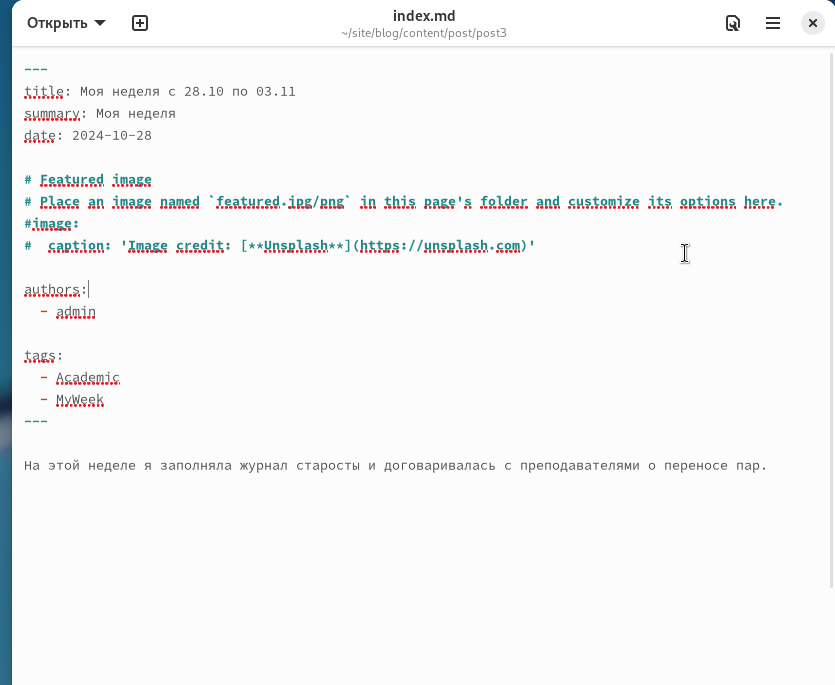 Открыть
index.md
~/site/blog/content/post/post3
---
title: Моя неделя с 28.10 по 03.11
summary: Моя неделя
date: 2024-10-28
# Featured image
# Place an image named `featured.jpg/png` in this page's folder and customize its options here.
#image:
#  caption: 'Image credit: [**Unsplash**](https://unsplash.com)'
authors:
  - admin
tags:
  - Academic
  - MyWeek
---
На этой неделе я заполняла журнал старосты и договаривалась с преподавателями о переносе пар.